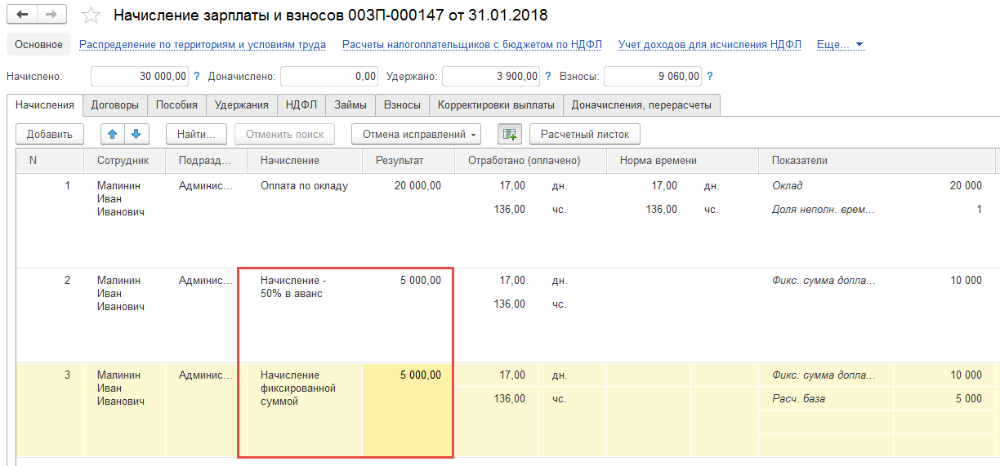 Начисление зарплаты и взносов 00ЗП-000147 от 31.01.2018
Основное Распределение по территориям и условиям труда Расчеты налогоплательщиков с бюджетом по НДФЛ Учет доходов для исчисления НДФЛ Еще...
Начислено: 30 000,00 ? Доначислено: 0,00 Удержано: 3 900,00 ? Взносы: 9 060,00 ?
Начисления Договоры Пособия Удержания НДФЛ Займы Взносы Корректировки выплаты Доначисления, перерасчеты
Добавить Найти... Отменить поиск Отмена исправлений Расчетный листок
N Сотрудник Подразд... Начисление Результат Отработано (оплачено) Норма времени Показатели
1 Малинин Админис... Оплата по окладу 20 000,00 17,00 дн. 17,00 дн. Оклад 20 000
Иван
136,00 чс. 136,00 чс. Доля неполн. врем... 1
Иванович
2 Малинин Админис... Начисление - 5 000,00 17,00 дн. Фикс. сумма допла... 10 000
Иван 50% в аванс
136,00 чс.
Иванович
3 Малинин Админис... Начисление 5 000,00 17,00 дн. Фикс. сумма допла... 10 000
Иван фиксированной
136,00 чс. Расч. база 5 000
Иванович суммой